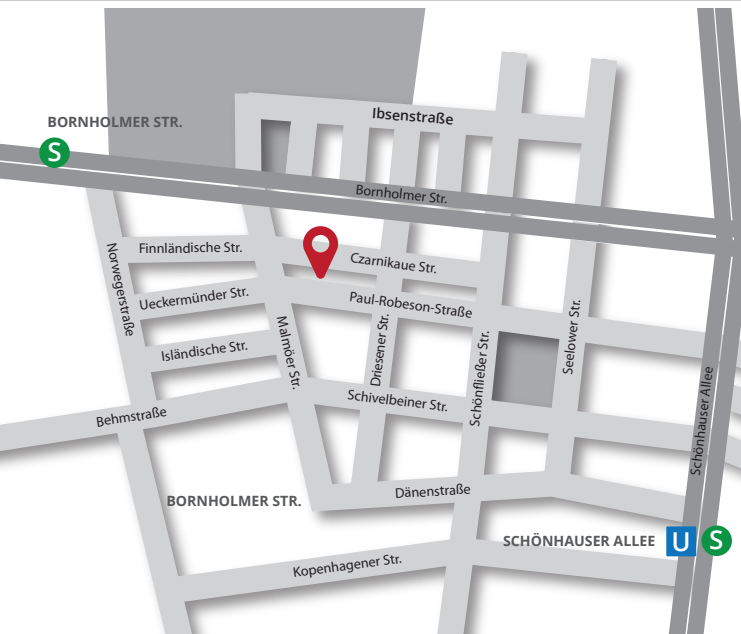 Ibsenstraße
BORNHOLMER STR.
S
Bornholmer Str.
Finnländische Str.
Czarnikaue Str.
Norwegerstraße
Ueckermünder Str.
Paul-Robeson-Straße
Malmöer Str.
Driesener Str.
Schönfließer Str.
Seelower Str.
Isländische Str.
Schivelbeiner Str.
Schönhauser Allee
Behmstraße
Dänenstraße
BORNHOLMER STR.
SCHÖNHAUSER ALLEE U S
Kopenhagener Str.